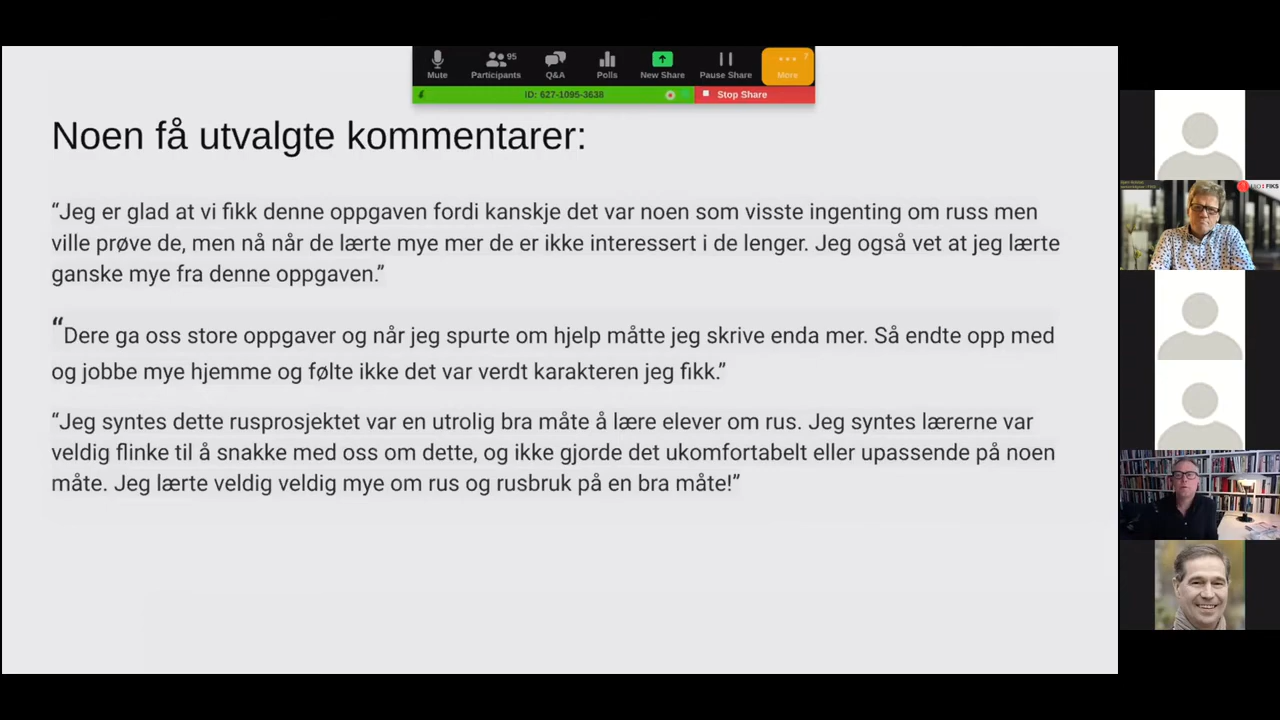 95
7
Mute
Participants
Q&A
Polls
New Share
Pause Share
More
ID: 627-1095-3638
Stop Share
Noen få utvalgte kommentarer:
“Jeg er glad at vi fikk denne oppgaven fordi kanskje det var noen som visste ingenting om russ men
ville prøve de, men nå når de lærte mye mer de er ikke interessert i de lenger. Jeg også vet at jeg lærte
ganske mye fra denne oppgaven.”
“Dere ga oss store oppgaver og når jeg spurte om hjelp måtte jeg skrive enda mer. Så endte opp med
og jobbe mye hjemme og følte ikke det var verdt karakteren jeg fikk.”
“Jeg syntes dette rusprosjektet var en utrolig bra måte å lære elever om rus. Jeg syntes lærerne var
veldig flinke til å snakke med oss om dette, og ikke gjorde det ukomfortabelt eller upassende på noen
måte. Jeg lærte veldig veldig mye om rus og rusbruk på en bra måte!”
FIKS